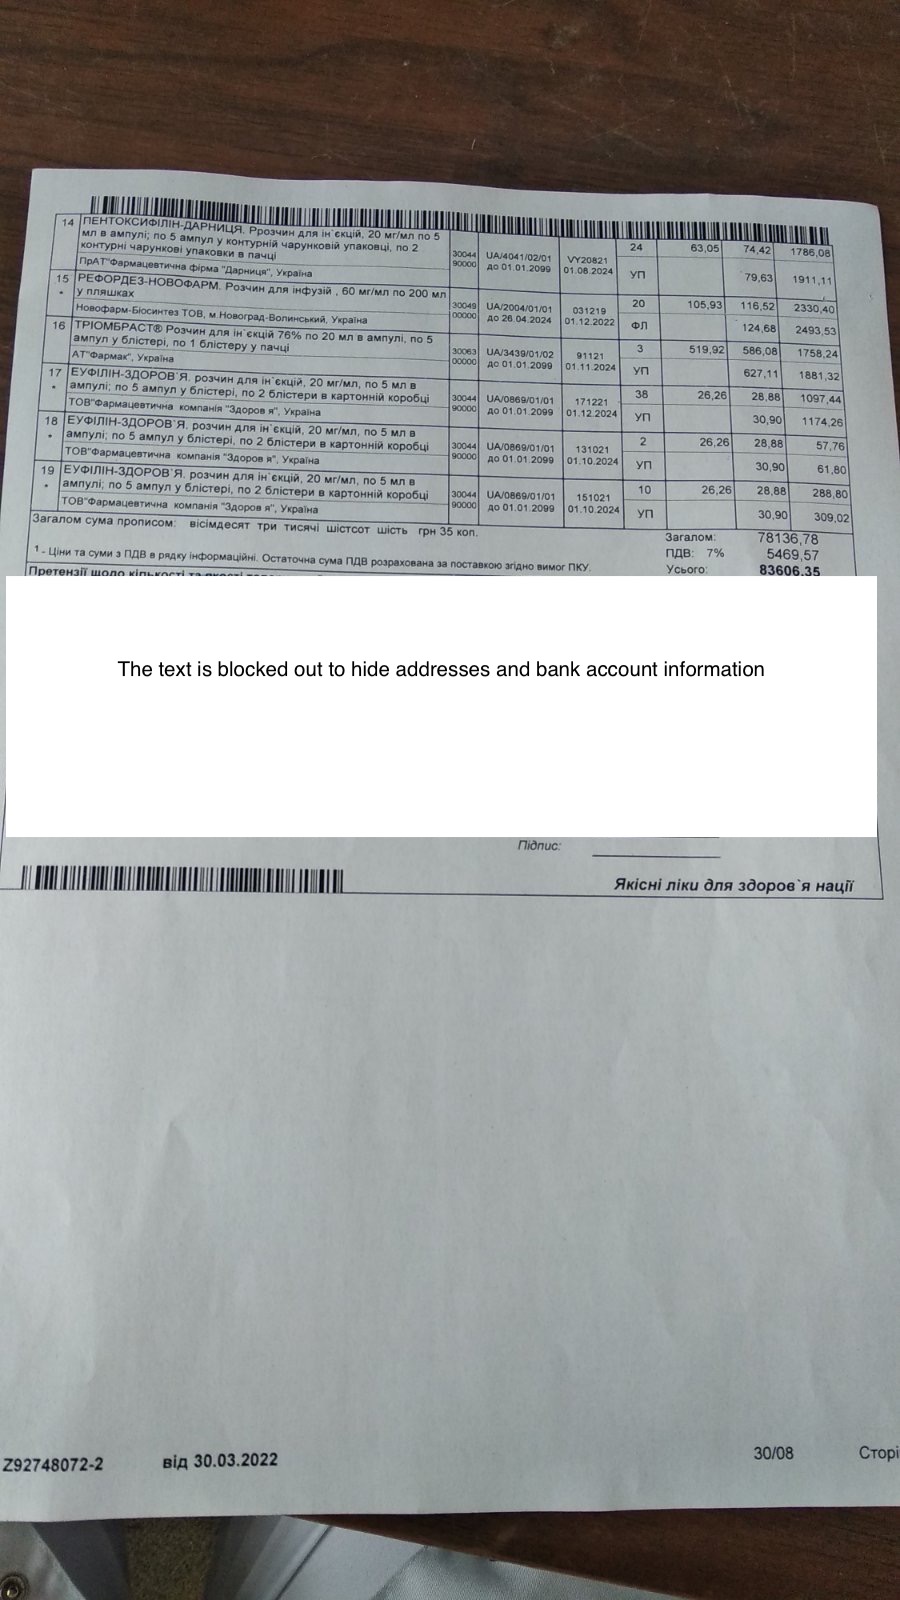 14 ПЕНТОКСИФІЛІН-ДАРНИЦЯ. Ррозчин для ін`єкцій, 20 мг/мл по 5
мл в ампулі; по 5 ампул у контурній чарунковій упаковці, по 2
контурні чарункові упаковки в пачці
ПрАТ"Фармацевтична фірма "Дарниця", Україна
30044
90000
UA/4041/02/01
до 01.01.2099
VY20821
01.08.2024
24
УП
63,05
74,42
1786,08
79,63
1911,11
15 РЕФОРДЕЗ-НОВОФАРМ. Розчин для інфузій , 60 мг/мл по 200 мл
* у пляшках
Новофарм-Біосинтез ТОВ, м.Новоград-Волинський, Україна
30049
00000
UA/2004/01/01
до 26.04.2024
031219
01.12.2022
20
ФЛ
105,93
116,52
2330,40
124,68
2493,53
16 ТРІОМБРАСТ® Розчин для ін`єкцій 76% по 20 мл в ампулі, по 5
ампул у блістері, по 1 блістеру у пачці
АТ"Фармак", Україна
30063
00000
UA/3439/01/02
до 01.01.2099
91121
01.11.2024
3
УП
519,92
586,08
1758,24
627,11
1881,32
17 ЕУФІЛІН-ЗДОРОВ`Я. розчин для ін`єкцій, 20 мг/мл, по 5 мл в
* ампулі; по 5 ампул у блістері, по 2 блістери в картонній коробці
ТОВ"Фармацевтична компанія "Здоров я", Україна
30044
90000
UA/0869/01/01
до 01.01.2099
171221
01.12.2024
38
УП
26,26
28,88
1097,44
30,90
1174,26
18 ЕУФІЛІН-ЗДОРОВ`Я. розчин для ін`єкцій, 20 мг/мл, по 5 мл в
* ампулі; по 5 ампул у блістері, по 2 блістери в картонній коробці
ТОВ"Фармацевтична компанія "Здоров я", Україна
30044
90000
UA/0869/01/01
до 01.01.2099
131021
01.10.2024
2
УП
26,26
28,88
57,76
30,90
61,80
19 ЕУФІЛІН-ЗДОРОВ`Я. розчин для ін`єкцій, 20 мг/мл, по 5 мл в
* ампулі; по 5 ампул у блістері, по 2 блістери в картонній коробці
ТОВ"Фармацевтична компанія "Здоров я", Україна
30044
90000
UA/0869/01/01
до 01.01.2099
151021
01.10.2024
10
УП
26,26
28,88
288,80
30,90
309,02
Загалом сума прописом: вісімдесят три тисячі шістсот шість грн 35 коп.
Загалом: 78136,78
ПДВ: 7% 5469,57
Усього: 83606,35
1 - Ціни та суми з ПДВ в рядку інформаційні. Остаточна сума ПДВ розрахована за поставкою згідно вимог ПКУ.
Претензії щодо кількості та якості
The text is blocked out to hide addresses and bank account information
Підпис:
Якісні ліки для здоров`я нації
Z92748072-2 від 30.03.2022 30/08 Сторі